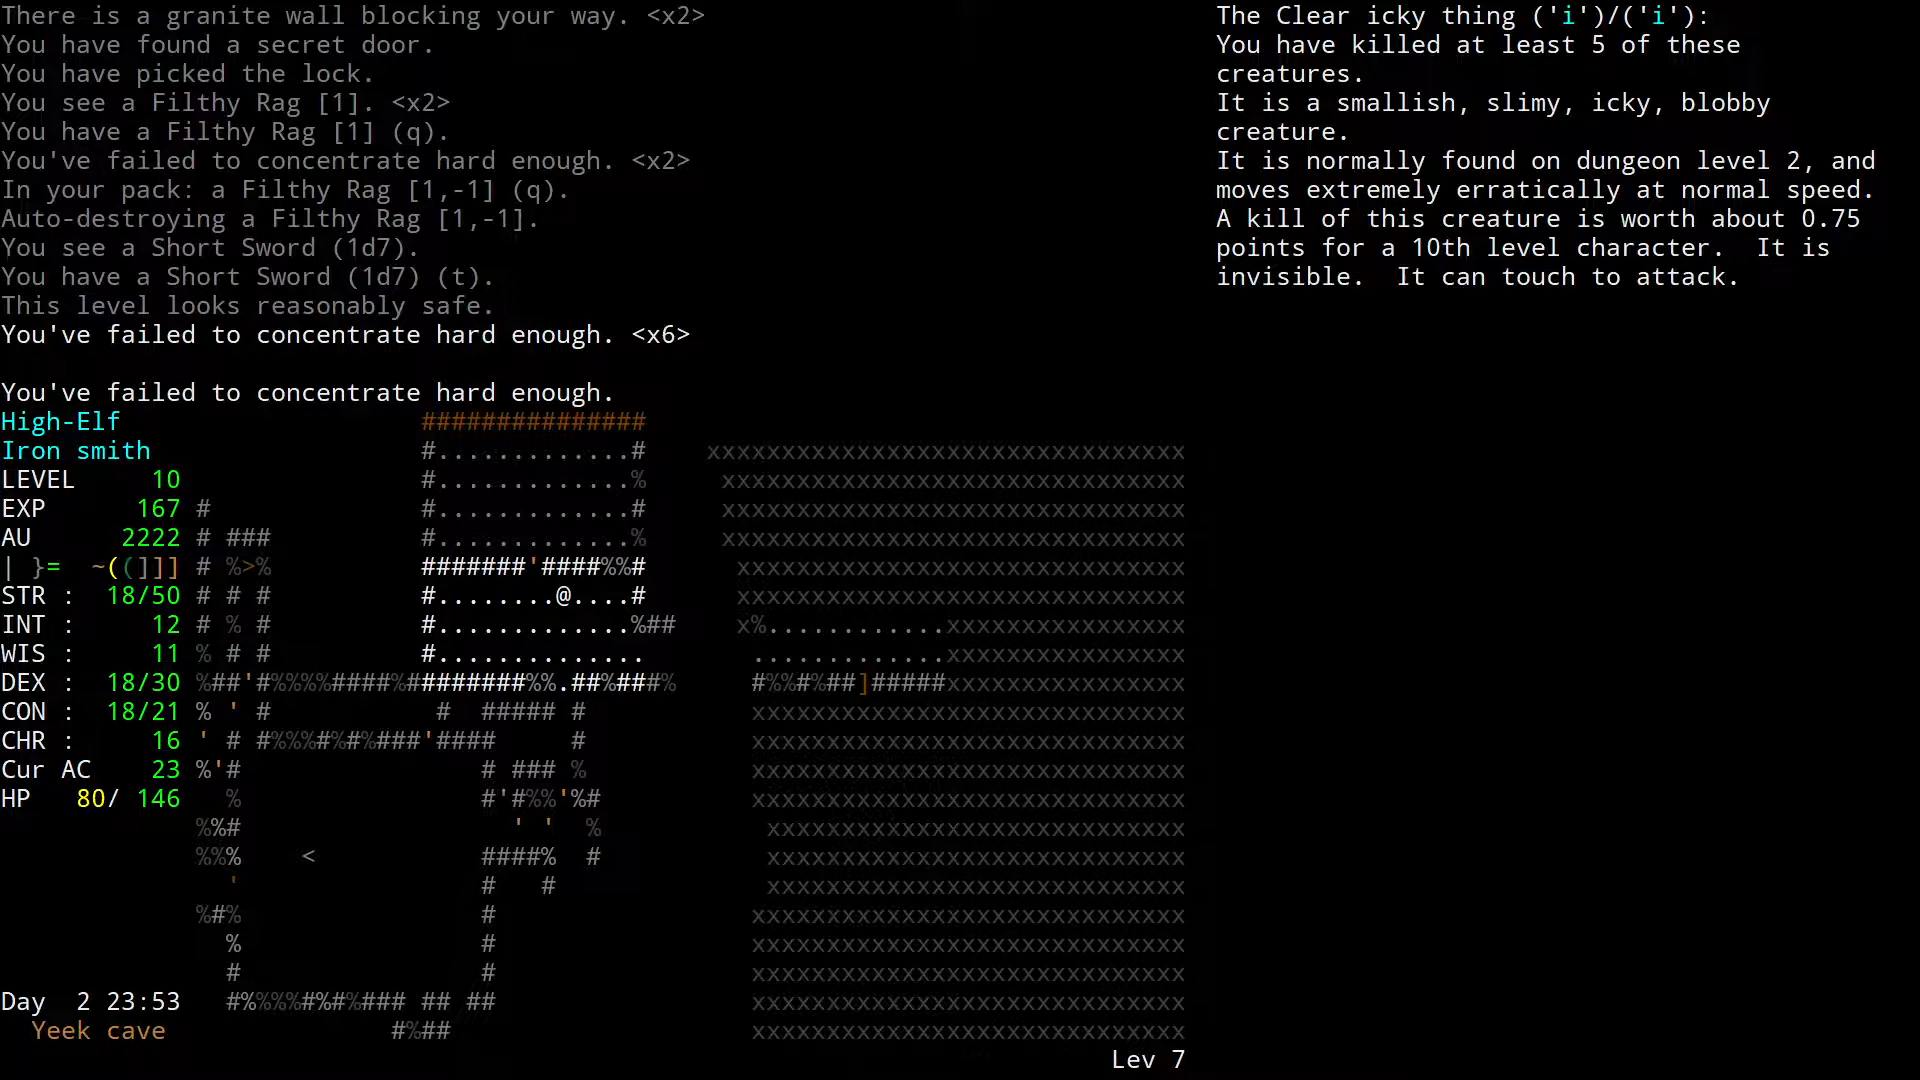 There is a granite wall blocking your way. <x2>
You have found a secret door.
You have picked the lock.
You see a Filthy Rag [1]. <x2>
You have a Filthy Rag [1] (q).
You've failed to concentrate hard enough. <x2>
In your pack: a Filthy Rag [1,-1] (q).
Auto-destroying a Filthy Rag [1,-1].
You see a Short Sword (1d7).
You have a Short Sword (1d7) (t).
This level looks reasonably safe.
You've failed to concentrate hard enough. <x6>
You've failed to concentrate hard enough.
High-Elf
Iron smith
LEVEL 10
EXP 167
AU 2222
| }= ~((]]]
STR : 18/50
INT : 12
WIS : 11
DEX : 18/30
CON : 18/21
CHR : 16
Cur AC 23
HP 80/ 146
Day 2 23:53
Yeek cave
Lev 7
The Clear icky thing ('i')/('i'):
You have killed at least 5 of these
creatures.
It is a smallish, slimy, icky, blobby
creature.
It is normally found on dungeon level 2, and
moves extremely erratically at normal speed.
A kill of this creature is worth about 0.75
points for a 10th level character. It is
invisible. It can touch to attack.